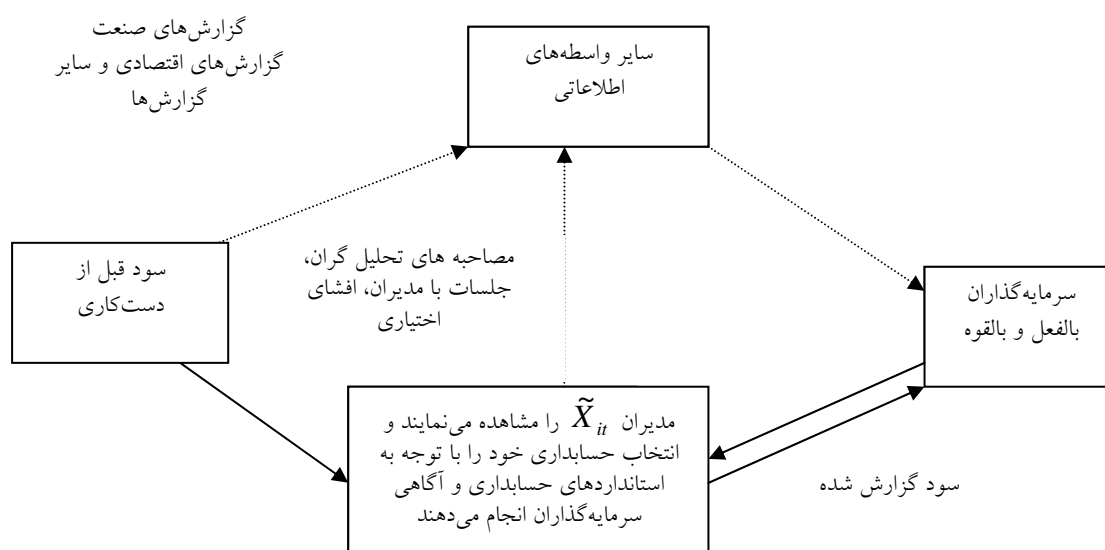 گزارش‌های صنعت
گزارش‌های اقتصادی و سایر
گزارش‌ها
سایر واسطه‌های
اطلاعاتی
سود قبل از
دست‌کاری
مصاحبه های تحلیل گران،
جلسات با مدیران، افشای
اختیاری
سرمایه‌گذاران
بالفعل و بالقوه
مدیران X̃it را مشاهده می‌نمایند و
انتخاب حسابداری خود را با توجه به
استانداردهای حسابداری و آگاهی
سرمایه‌گذاران انجام می‌دهند
سود گزارش شده